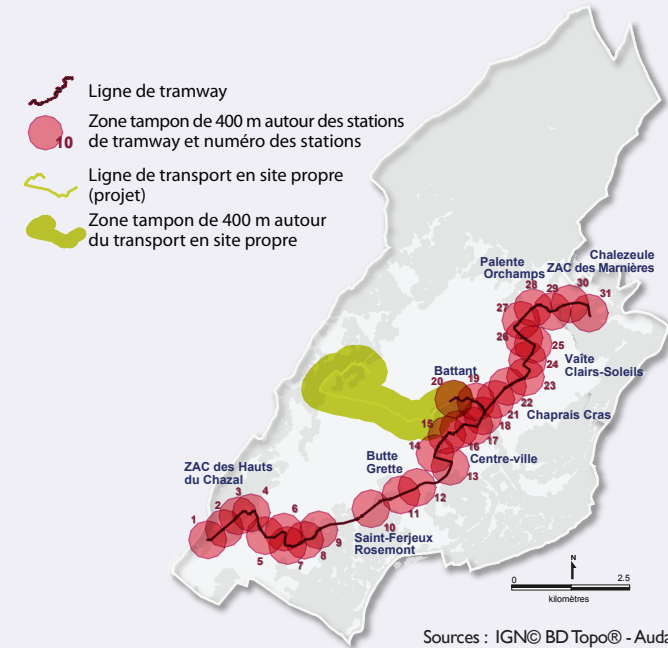 Ligne de tramway
Zone tampon de 400 m autour des stations
de tramway et numéro des stations
10
Ligne de transport en site propre
(projet)
Zone tampon de 400 m autour
du transport en site propre
Chalezeule
Palente
Orchamps
ZAC des Marnières
28
29
30
31
27
26
25
24
Vaîte
Clairs-Soleils
Battant
20
19
23
22
21
Chaprais Cras
18
15
17
16
14
Butte
Grette
Centre-ville
13
ZAC des Hauts
du Chazal
12
11
10
Saint-Ferjeux
Rosemont
1
2
3
4
5
6
7
8
9
N
0
2.5
kilomètres
Sources : IGN© BD Topo® - Auda